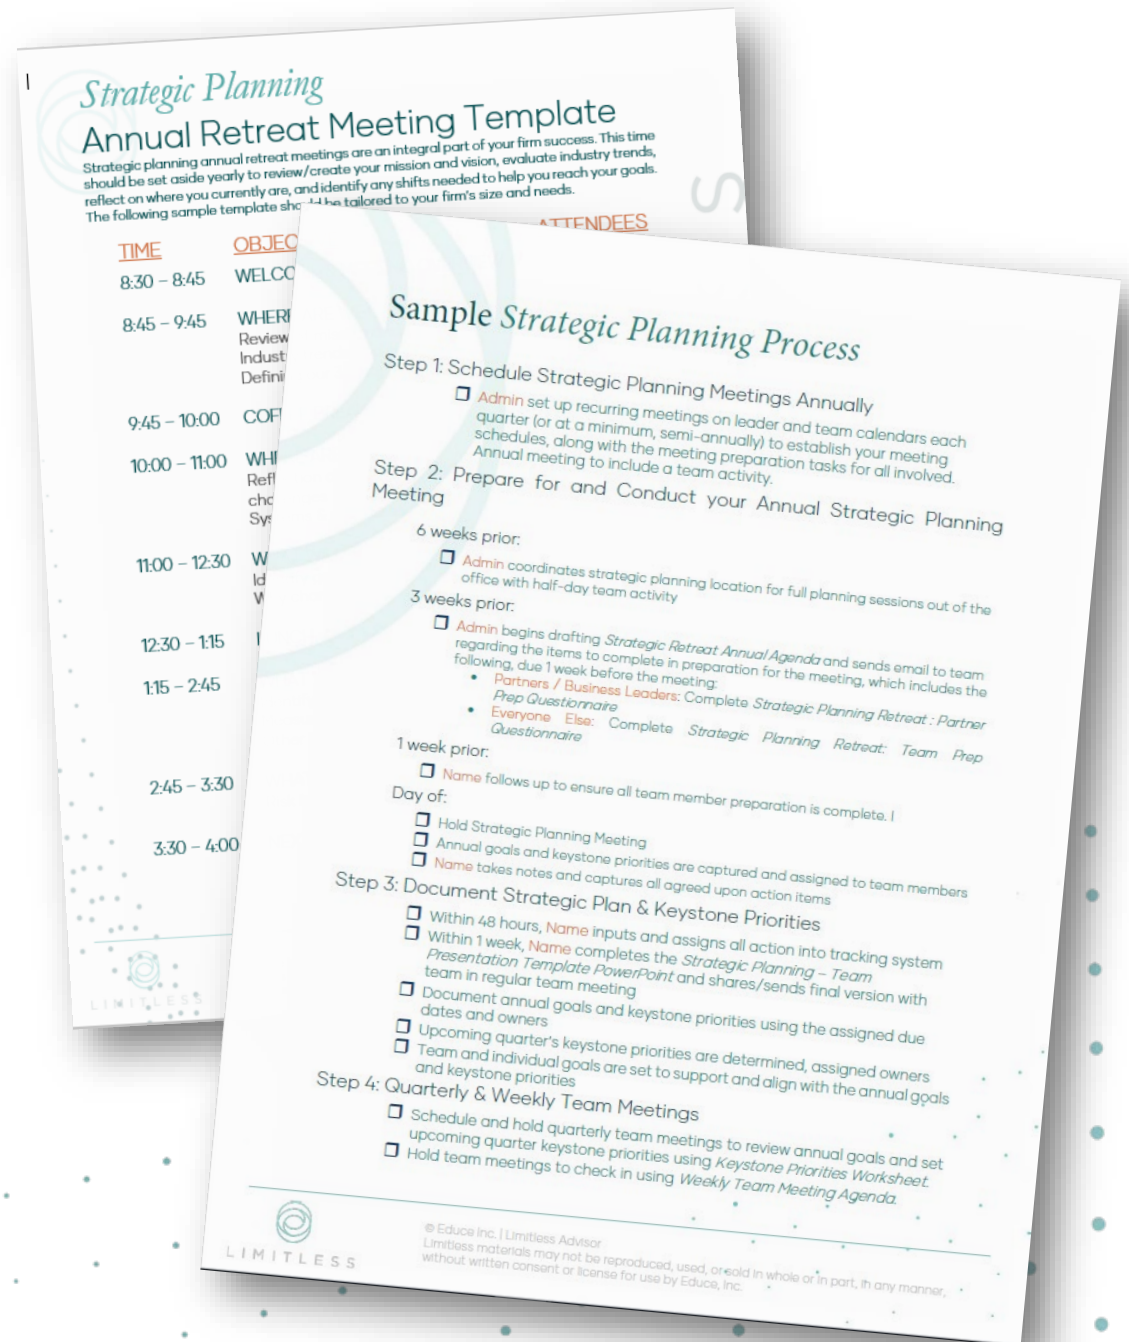 Strategic Planning
Annual Retreat Meeting Template
Strategic planning annual retreat meetings are an integral part of your firm success. This time
should be set aside yearly to review/create your mission and vision, evaluate industry trends,
reflect on where you currently are, and identify any shifts needed to help you reach your goals.
The following sample template should be tailored to your firm's size and needs.
TIME OBJEC ATTENDEES
8:30 – 8:45 WELCO
8:45 – 9:45 WHERE
Review
Indust
Defini
9:45 – 10:00 COF
10:00 – 11:00 WHE
Refl
cha
Sys
11:00 – 12:30 W
Id
W
12:30 – 1:15
1:15 – 2:45
2:45 – 3:30
3:30 – 4:00
LIMITLESS
S
Sample Strategic Planning Process
Step 1: Schedule Strategic Planning Meetings Annually
❒ Admin set up recurring meetings on leader and team calendars each
quarter (or at a minimum, semi-annually) to establish your meeting
schedules, along with the meeting preparation tasks for all involved.
Annual meeting to include a team activity.
Step 2: Prepare for and Conduct your Annual Strategic Planning
Meeting
6 weeks prior:
❒ Admin coordinates strategic planning location for full planning sessions out of the
office with half-day team activity
3 weeks prior:
❒ Admin begins drafting Strategic Retreat Annual Agenda and sends email to team
regarding the items to complete in preparation for the meeting, which includes the
following, due 1 week before the meeting:
• Partners / Business Leaders: Complete Strategic Planning Retreat : Partner
Prep Questionnaire
• Everyone Else: Complete Strategic Planning Retreat: Team Prep
Questionnaire
1 week prior:
❒ Name follows up to ensure all team member preparation is complete. |
Day of:
❒ Hold Strategic Planning Meeting
❒ Annual goals and keystone priorities are captured and assigned to team members
❒ Name takes notes and captures all agreed upon action items
Step 3: Document Strategic Plan & Keystone Priorities
❒ Within 48 hours, Name inputs and assigns all action into tracking system
❒ Within 1 week, Name completes the Strategic Planning – Team
Presentation Template PowerPoint and shares/sends final version with
team in regular team meeting
❒ Document annual goals and keystone priorities using the assigned due
dates and owners
❒ Upcoming quarter's keystone priorities are determined, assigned owners
❒ Team and individual goals are set to support and align with the annual goals
and keystone priorities
Step 4: Quarterly & Weekly Team Meetings
❒ Schedule and hold quarterly team meetings to review annual goals and set
upcoming quarter keystone priorities using Keystone Priorities Worksheet.
❒ Hold team meetings to check in using Weekly Team Meeting Agenda.
LIMITLESS
© Educe Inc. | Limitless Advisor
Limitless materials may not be reproduced, used, or sold in whole or in part, in any manner,
without written consent or license for use by Educe, Inc.